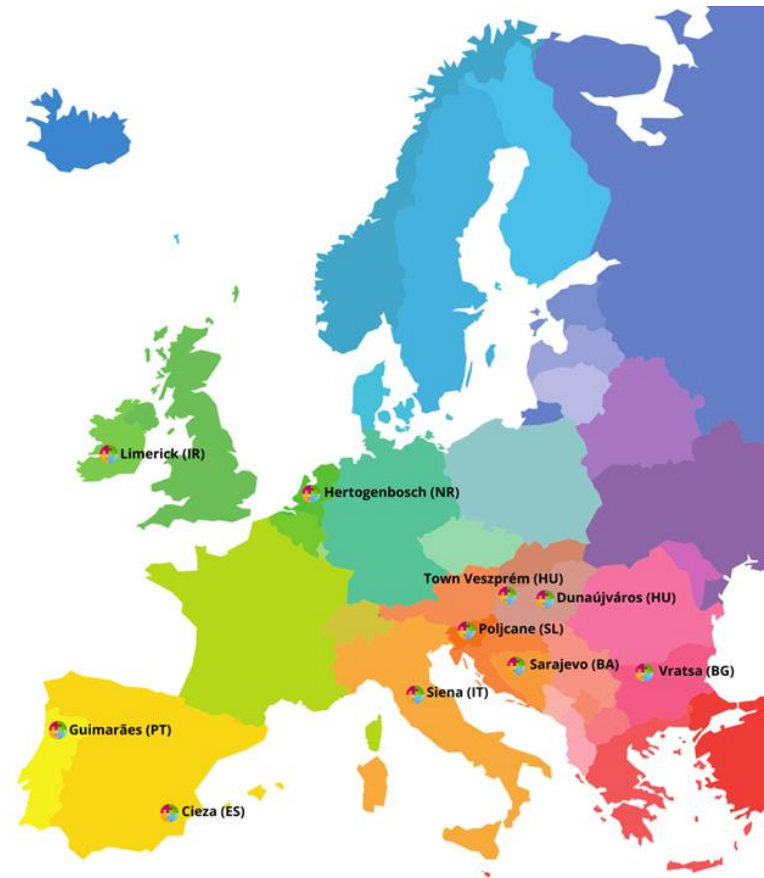 Limerick (IR)
Hertogenbosch (NR)
Town Veszprém (HU)
Dunaújváros (HU)
Poljcane (SL)
Sarajevo (BA)
Vratsa (BG)
Siena (IT)
Guimarães (PT)
Cieza (ES)